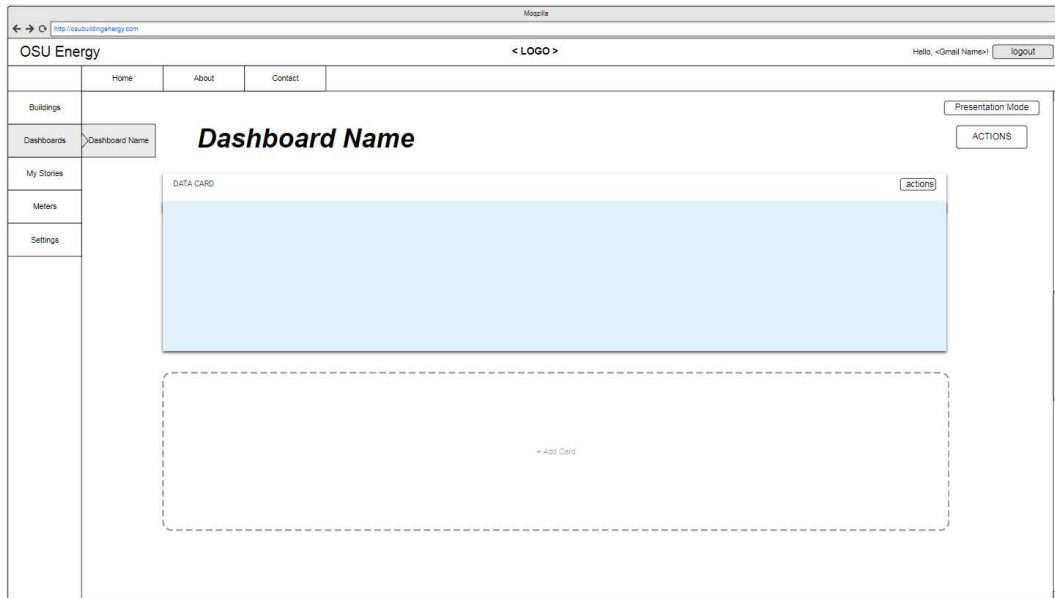 Moqzilla
http://osubuildingenergy.com
OSU Energy
< LOGO >
Hello, <Gmail Name>!
logout
Home
About
Contact
Buildings
Presentation Mode
Dashboards
Dashboard Name
Dashboard Name
ACTIONS
My Stories
DATA CARD
actions
Meters
Settings
+ Add Card